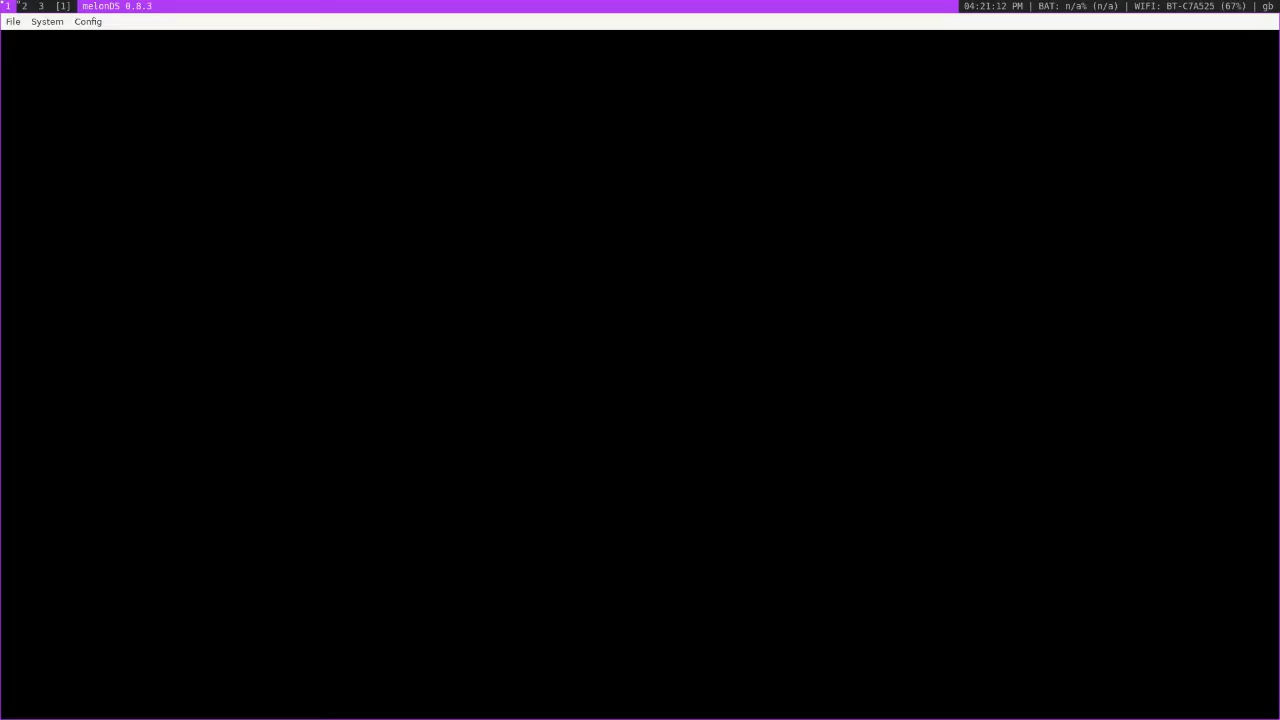 1 2 3 [1] melonDS 0.8.3 04:21:12 PM | BAT: n/a% (n/a) | WIFI: BT-C7A525 (67%) | gb
File System Config